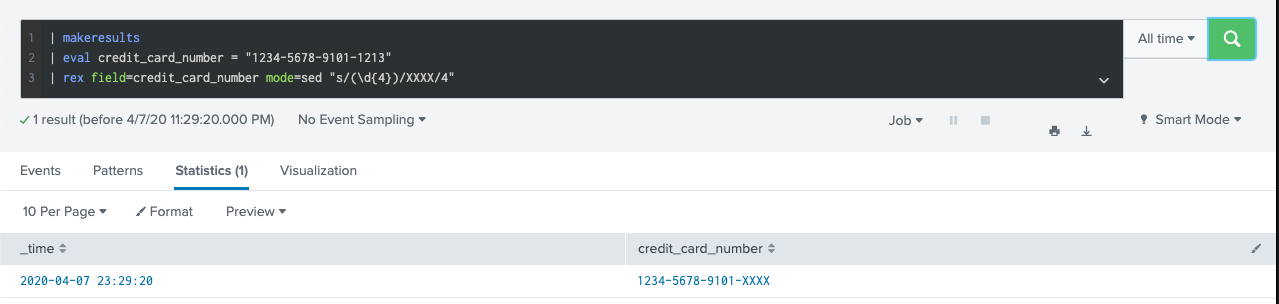 1 | makeresults
2 | eval credit_card_number = "1234-5678-9101-1213"
3 | rex field=credit_card_number mode=sed "s/(\d{4})/XXXX/4"
All time
1 result (before 4/7/20 11:29:20.000 PM) No Event Sampling Job Smart Mode
Events Patterns Statistics (1) Visualization
10 Per Page Format Preview
_time credit_card_number
2020-04-07 23:29:20 1234-5678-9101-XXXX